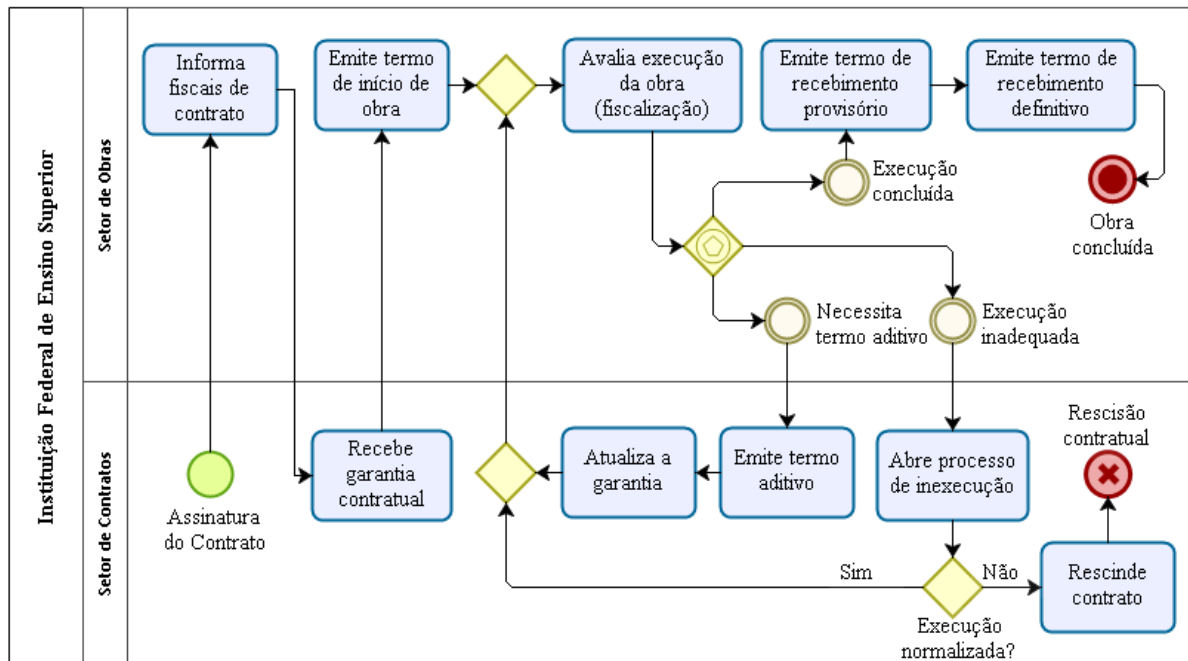 Instituição Federal de Ensino Superior
Setor de Obras
Informa
fiscais de
contrato
Emite termo
de início de
obra
Avalia execução
da obra
(fiscalização)
Emite termo de
recebimento
provisório
Emite termo de
recebimento
definitivo
Execução
concluída
Obra
concluída
Necessita
termo aditivo
Execução
inadequada
Setor de Contratos
Assinatura
do Contrato
Recebe
garantia
contratual
Atualiza a
garantia
Emite termo
aditivo
Abre processo
de inexecução
Rescisão
contratual
Sim
Não
Execução
normalizada?
Rescinde
contrato